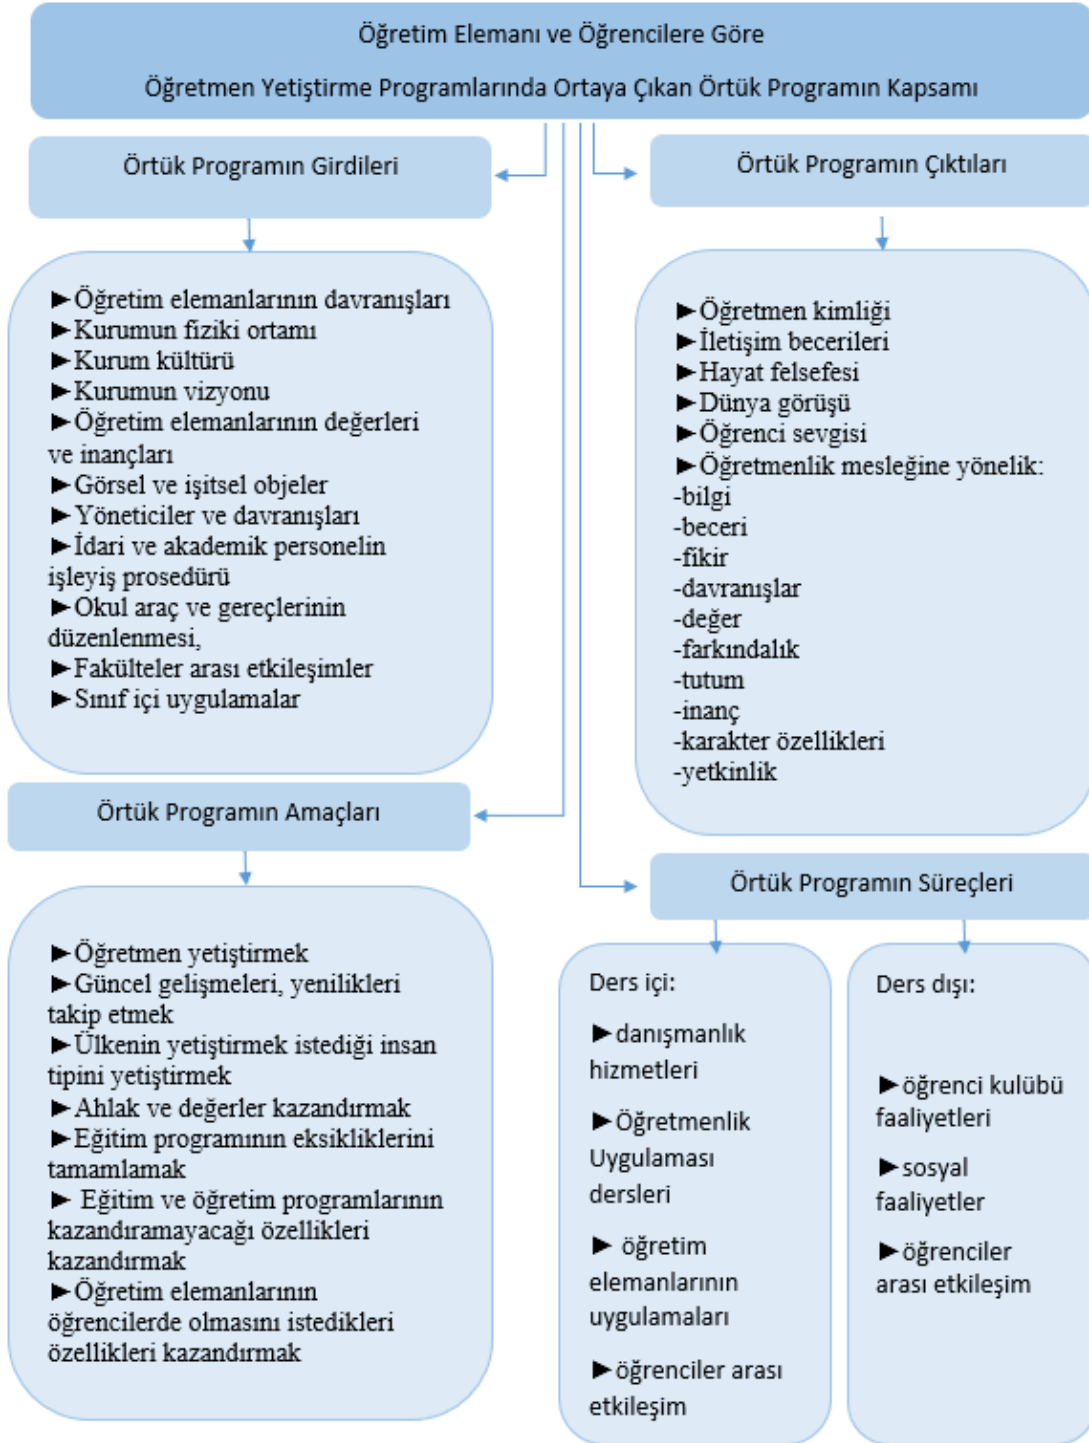 Öğretim Elemanı ve Öğrencilere Göre
Öğretmen Yetiştirme Programlarında Ortaya Çıkan Örtük Programın Kapsamı
Örtük Programın Girdileri
►Öğretim elemanlarının davranışları
►Kurumun fiziki ortamı
►Kurum kültürü
►Kurumun vizyonu
►Öğretim elemanlarının değerleri
ve inançları
►Görsel ve işitsel objeler
►Yöneticiler ve davranışları
►İdari ve akademik personelin
işleyiş prosedürü
►Okul araç ve gereçlerinin
düzenlenmesi,
►Fakülteler arası etkileşimler
►Sınıf içi uygulamalar
Örtük Programın Çıktıları
►Öğretmen kimliği
►İletişim becerileri
►Hayat felsefesi
►Dünya görüşü
►Öğrenci sevgisi
►Öğretmenlik mesleğine yönelik:
-bilgi
-beceri
-fikir
-davranışlar
-değer
-farkındalık
-tutum
-inanç
-karakter özellikleri
-yetkinlik
Örtük Programın Amaçları
►Öğretmen yetiştirmek
►Güncel gelişmeleri, yenilikleri
takip etmek
►Ülkenin yetiştirmek istediği insan
tipini yetiştirmek
►Ahlak ve değerler kazandırmak
►Eğitim programının eksikliklerini
tamamlamak
► Eğitim ve öğretim programlarının
kazandıramayacağı özellikleri
kazandırmak
►Öğretim elemanlarının
öğrencilerde olmasını istedikleri
özellikleri kazandırmak
Örtük Programın Süreçleri
Ders içi:
►danışmanlık
hizmetleri
►Öğretmenlik
Uygulaması
dersleri
► öğretim
elemanlarının
uygulamaları
►öğrenciler arası
etkileşim
Ders dışı:
►öğrenci kulübü
faaliyetleri
►sosyal
faaliyetler
►öğrenciler
arası etkileşim